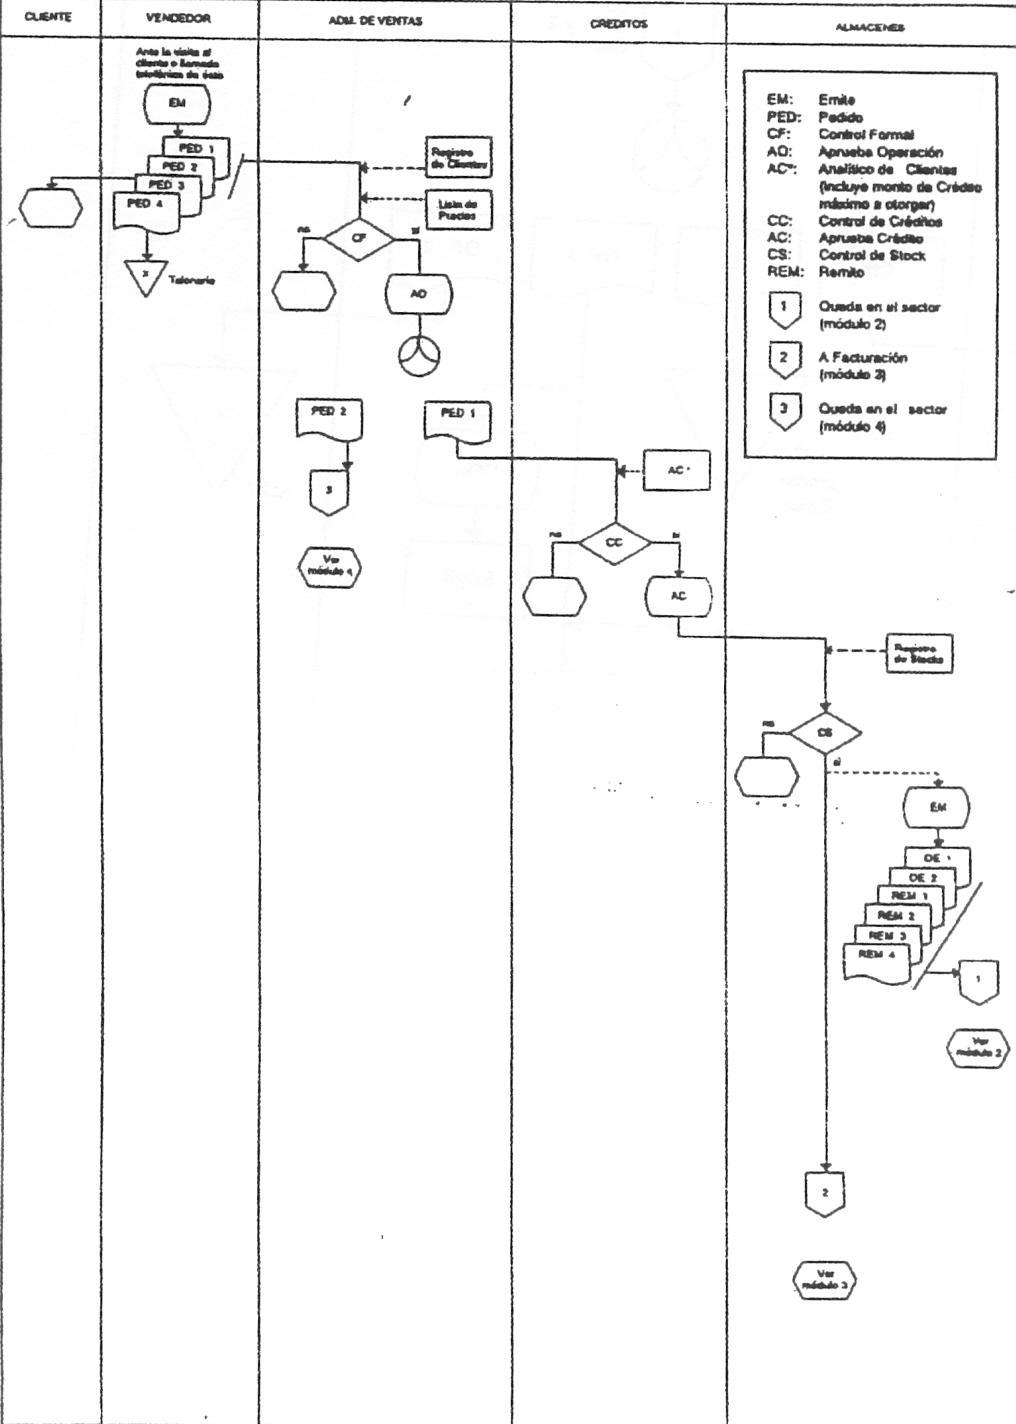 CLIENTE
VENDEDOR
ADM. DE VENTAS
CREDITOS
ALMACENES
Ante la visita al
cliente o llamada
telefónica de éste
EM
PED 1
PED 2
PED 3
PED 4
x
Talonario
Registro
de Clientes
Lista de
Precios
no
CF
si
AO
PED 2
PED 1
3
Ver
módulo 4
AC*
no
CC
si
AC
Registro
de Stocks
no
CS
si
EM
DE 1
DE 2
REM 1
REM 2
REM 3
REM 4
1
Ver
módulo 2
2
Ver
módulo 3
EM: Emite
PED: Pedido
CF: Control Formal
AO: Aprueba Operación
AC*: Analítico de Clientes
(incluye monto de Crédito
máximo a otorgar)
CC: Control de Créditos
AC: Aprueba Crédito
CS: Control de Stock
REM: Remito
1 Queda en el sector
(módulo 2)
2 A Facturación
(módulo 3)
3 Queda en el sector
(módulo 4)